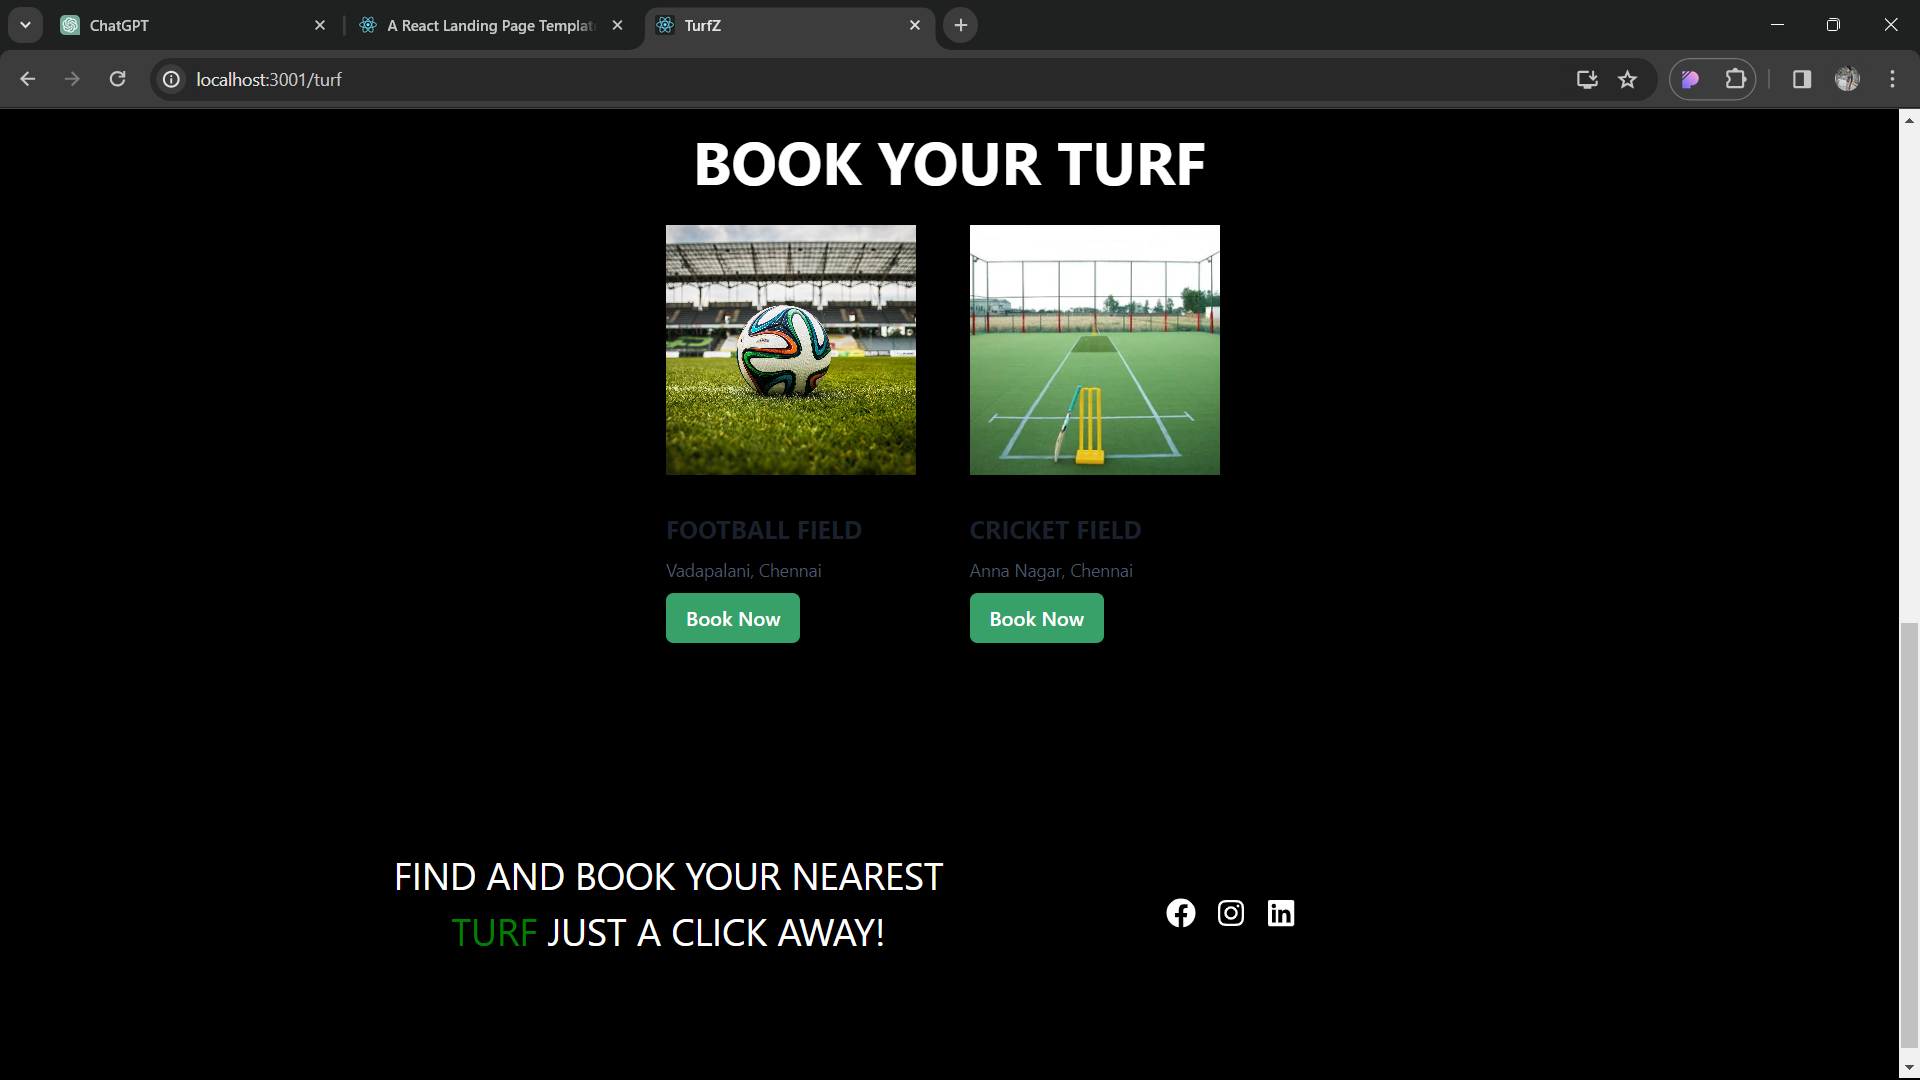 ChatGPT
A React Landing Page Templat
TurfZ
localhost:3001/turf
BOOK YOUR TURF
FOOTBALL FIELD
Vadapalani, Chennai
Book Now
CRICKET FIELD
Anna Nagar, Chennai
Book Now
FIND AND BOOK YOUR NEAREST
TURF JUST A CLICK AWAY!